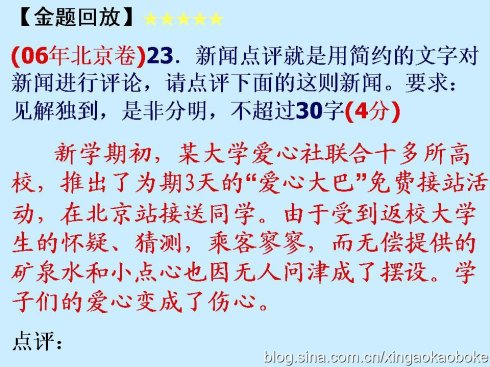 【金题回放】★★★★★
(06年北京卷)23．新闻点评就是用简约的文字对
新闻进行评论，请点评下面的这则新闻。要求：
见解独到，是非分明，不超过30字(4分)
新学期初，某大学爱心社联合十多所高
校，推出了为期3天的“爱心大巴”免费接站活
动，在北京站接送同学。由于受到返校大学
生的怀疑、猜测，乘客寥寥，而无偿提供的
矿泉水和小点心也因无人问津成了摆设。学
子们的爱心变成了伤心。
点评：
blog.sina.com.cn/xingaokaoboke